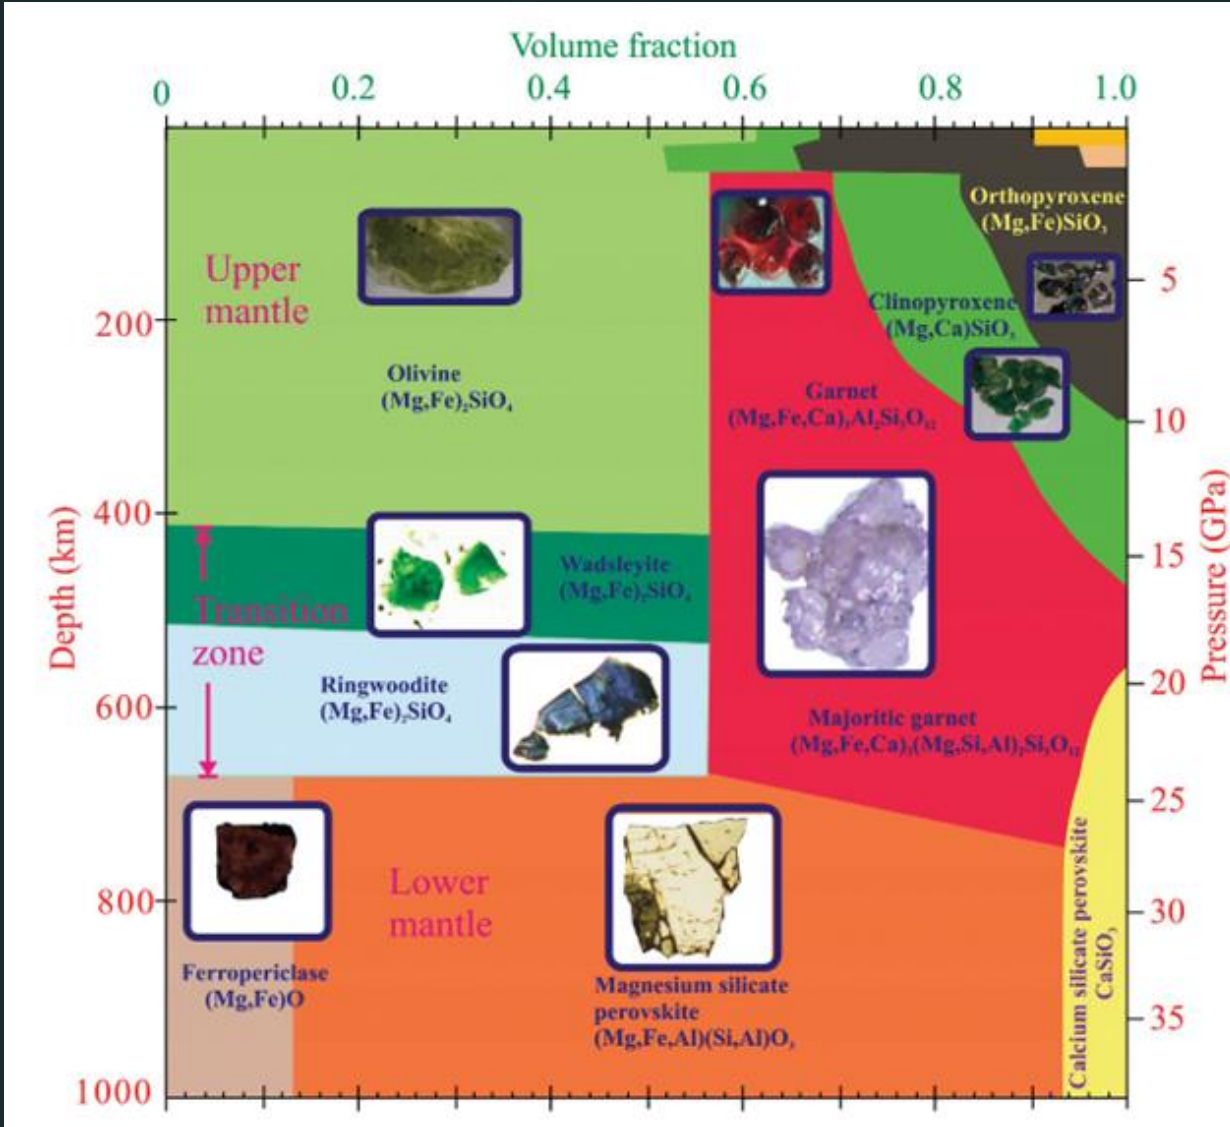 Volume fraction
0 0.2 0.4 0.6 0.8 1.0
Orthopyroxene
(Mg,Fe)SiO₃
Upper
mantle
5
Clinopyroxene
(Mg,Ca)SiO₃
200
Olivine
(Mg,Fe)₂SiO₄
Garnet
(Mg,Fe,Ca)₃Al₂Si₃O₁₂
10
400
Depth (km)
Pressure (GPa)
15
Wadsleyite
(Mg,Fe)₂SiO₄
Transition
zone
Ringwoodite
(Mg,Fe)₂SiO₄
20
600
Majoritic garnet
(Mg,Fe,Ca)₃(Mg,Si,Al)₂Si₃O₁₂
25
Lower
mantle
800
30
Ferropericlase
(Mg,Fe)O
Magnesium silicate
perovskite
(Mg,Fe,Al)(Si,Al)O₃
Calcium silicate perovskite
CaSiO₃
35
1000